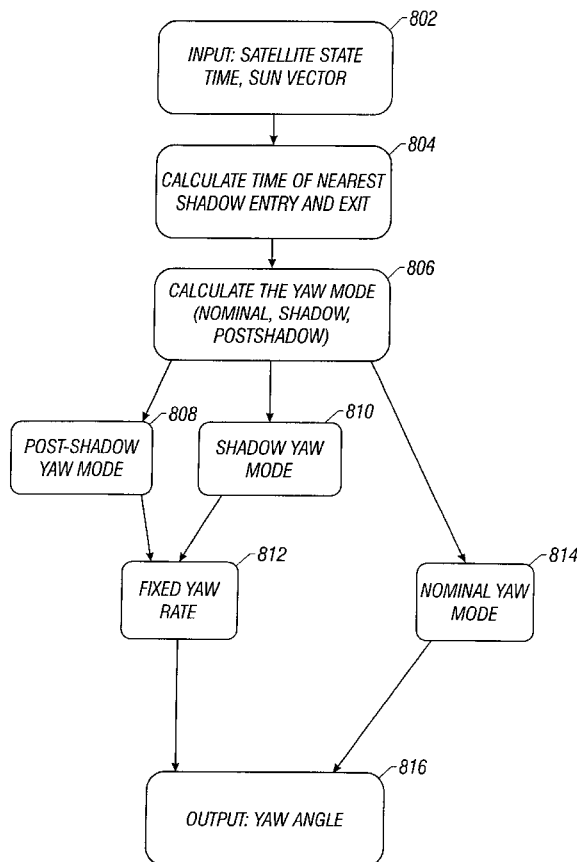 802
INPUT: SATELLITE STATE
TIME, SUN VECTOR
804
CALCULATE TIME OF NEAREST
SHADOW ENTRY AND EXIT
806
CALCULATE THE YAW MODE
(NOMINAL, SHADOW,
POSTSHADOW)
808
POST-SHADOW
YAW MODE
810
SHADOW YAW
MODE
812
FIXED YAW
RATE
814
NOMINAL YAW
MODE
816
OUTPUT: YAW ANGLE